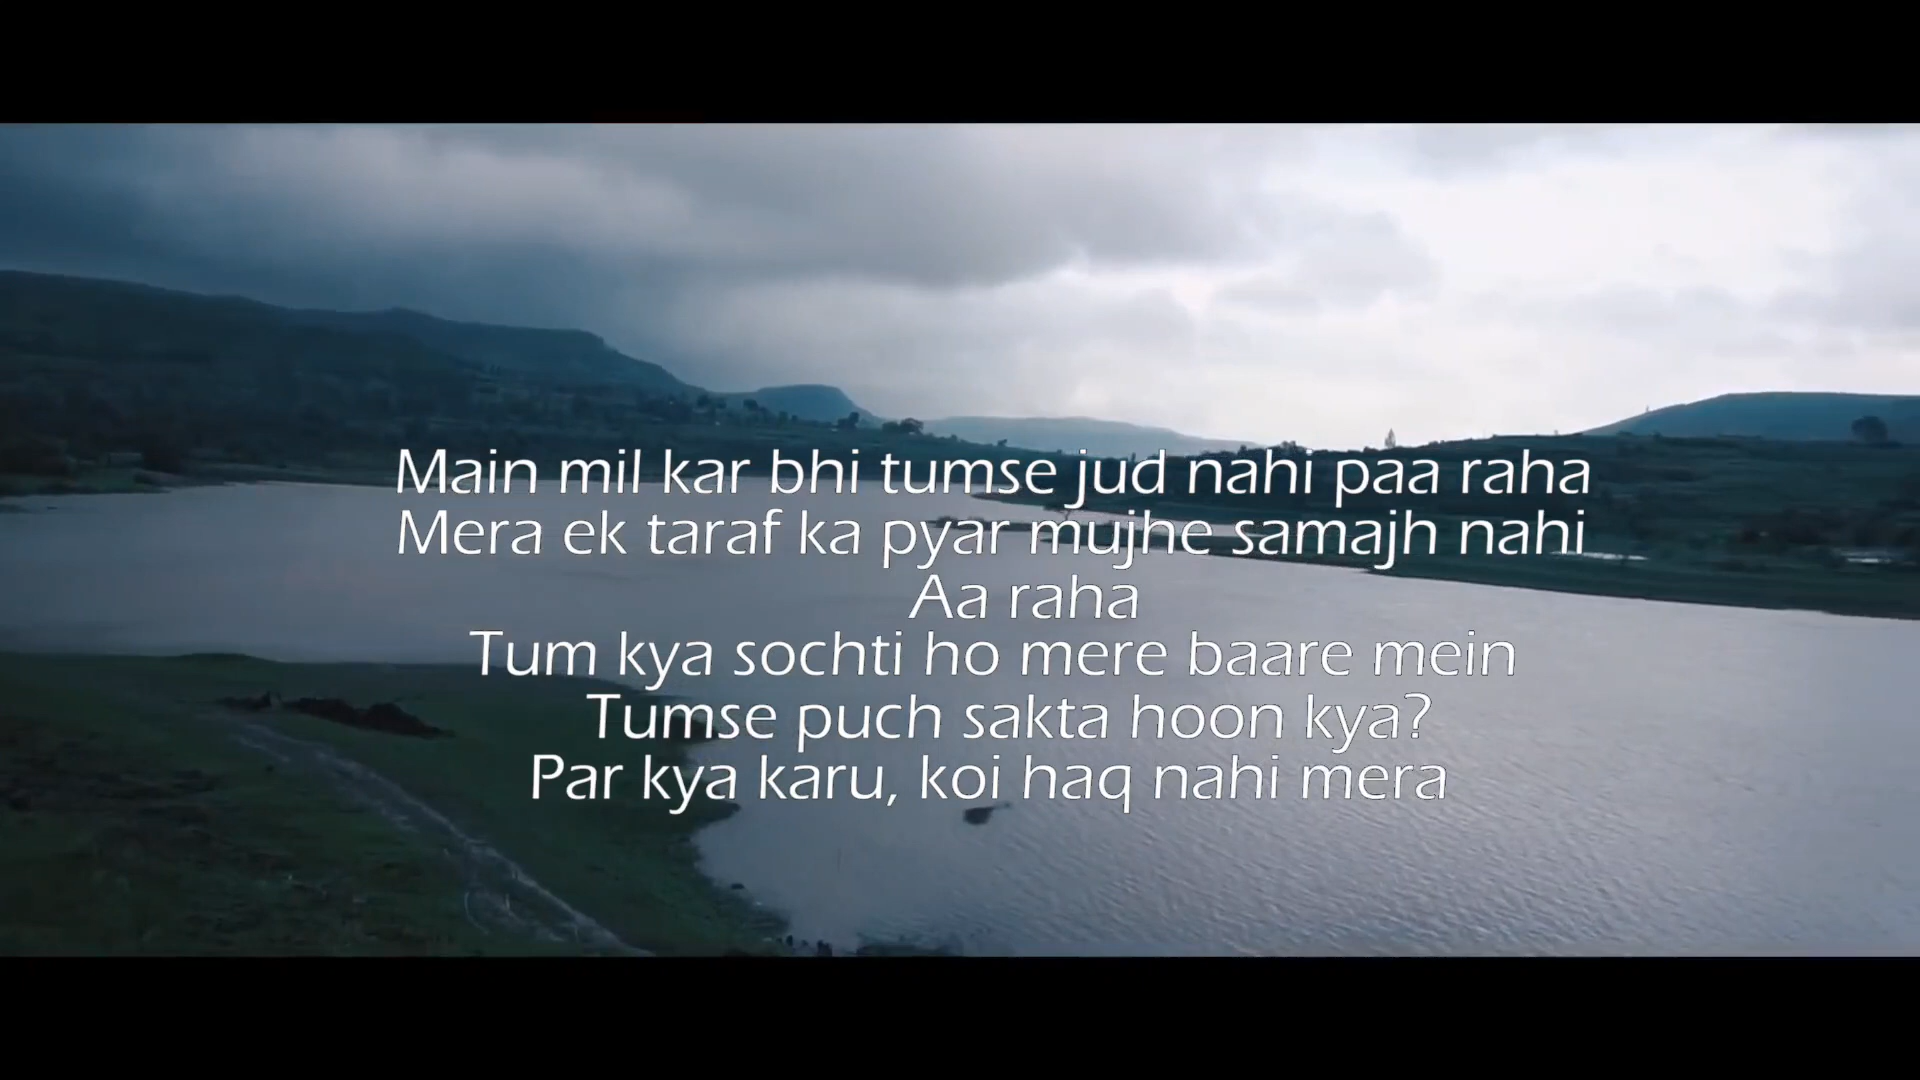 Main mil kar bhi tumse jud nahi paa raha
Mera ek taraf ka pyar mujhe samajh nahi
Aa raha
Tum kya sochti ho mere baare mein
Tumse puch sakta hoon kya?
Par kya karu, koi haq nahi mera